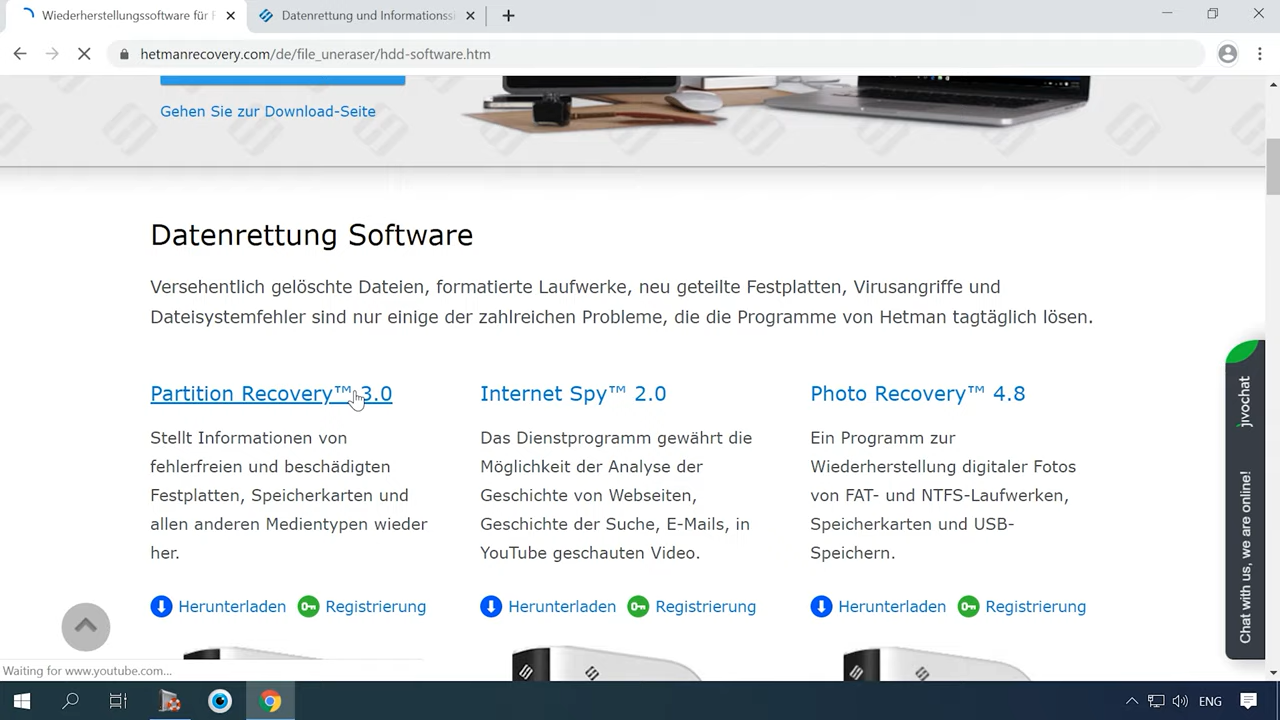 Wiederherstellungssoftware für F
Datenrettung und Informationssi
hetmanrecovery.com/de/file_uneraser/hdd-software.htm
Gehen Sie zur Download-Seite
Datenrettung Software
Versehentlich gelöschte Dateien, formatierte Laufwerke, neu geteilte Festplatten, Virusangriffe und
Dateisystemfehler sind nur einige der zahlreichen Probleme, die die Programme von Hetman tagtäglich lösen.
Partition Recovery™ 3.0
Stellt Informationen von
fehlerfreien und beschädigten
Festplatten, Speicherkarten und
allen anderen Medientypen wieder
her.
Herunterladen Registrierung
Internet Spy™ 2.0
Das Dienstprogramm gewährt die
Möglichkeit der Analyse der
Geschichte von Webseiten,
Geschichte der Suche, E-Mails, in
YouTube geschauten Video.
Herunterladen Registrierung
Photo Recovery™ 4.8
Ein Programm zur
Wiederherstellung digitaler Fotos
von FAT- und NTFS-Laufwerken,
Speicherkarten und USB-
Speichern.
Herunterladen Registrierung
Chat with us, we are online!
jivochat
Waiting for www.youtube.com...
ENG